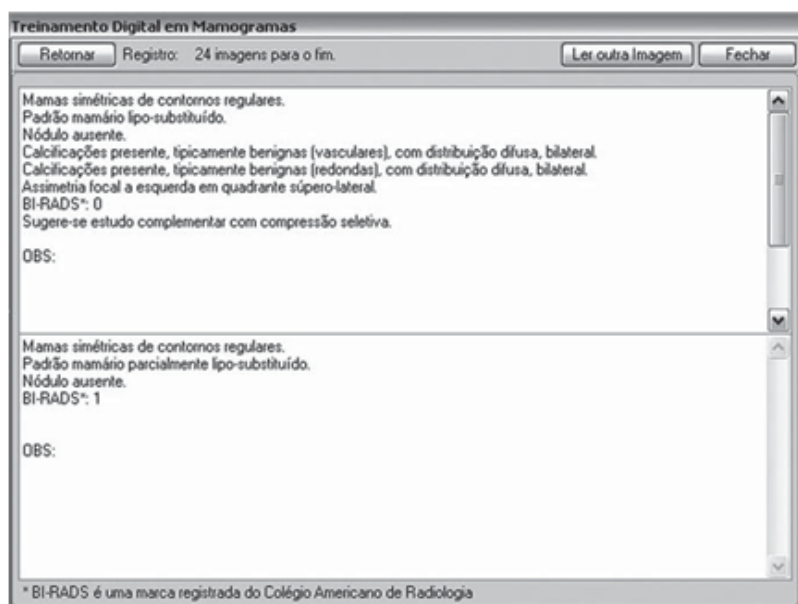 Treinamento Digital em Mamogramas
Retornar Registro: 24 imagens para o fim. Ler outra Imagem Fechar
Mamas simétricas de contornos regulares.
Padrão mamário lipo-substituído.
Nódulo ausente.
Calcificações presente, tipicamente benignas (vasculares), com distribuição difusa, bilateral.
Calcificações presente, tipicamente benignas (redondas), com distribuição difusa, bilateral.
Assimetria focal a esquerda em quadrante súpero-lateral.
BI-RADS*: 0
Sugere-se estudo complementar com compressão seletiva.
OBS:
Mamas simétricas de contornos regulares.
Padrão mamário parcialmente lipo-substituído.
Nódulo ausente.
BI-RADS*: 1
OBS:
* BI-RADS é uma marca registrada do Colégio Americano de Radiologia